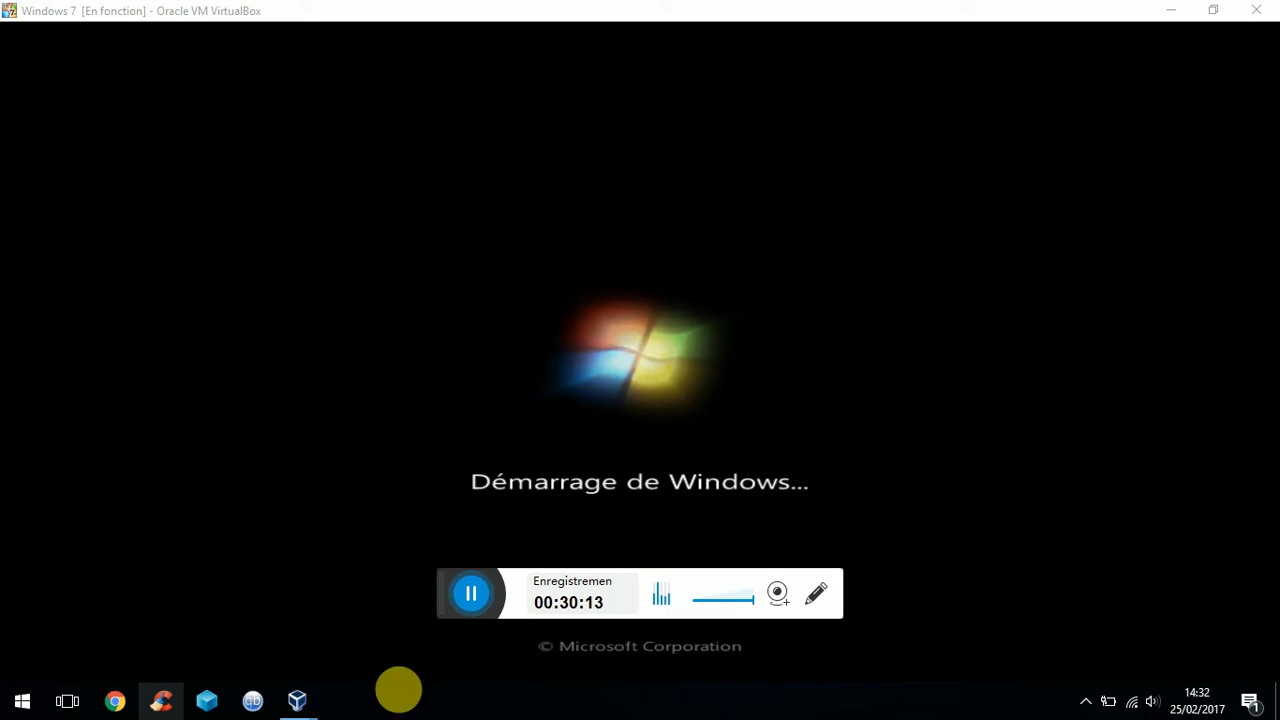 Windows 7 [En fonction] - Oracle VM VirtualBox
Démarrage de Windows...
Enregistremen
00:30:13
© Microsoft Corporation
14:32
25/02/2017
1